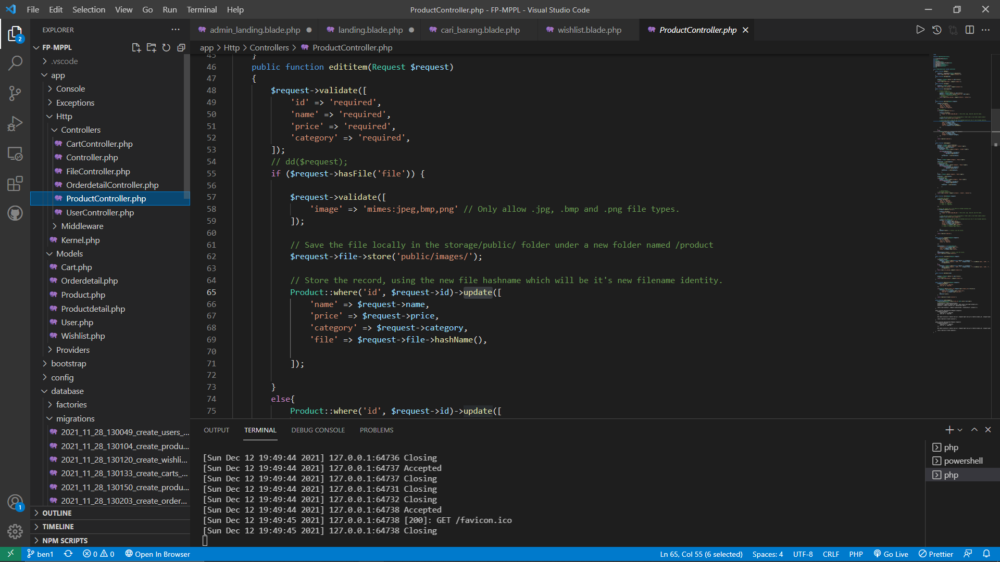 File Edit Selection View Go Run Terminal Help
ProductController.php - FP-MPPL - Visual Studio Code
EXPLORER
FP-MPPL
.vscode
app
Console
Exceptions
Http
Controllers
CartController.php
Controller.php
FileController.php
OrderdetailController.php
ProductController.php
UserController.php
Middleware
Kernel.php
Models
Cart.php
Orderdetail.php
Product.php
Productdetail.php
User.php
Wishlist.php
Providers
bootstrap
config
database
factories
migrations
2021_11_28_130049_create_users_...
2021_11_28_130104_create_produ...
2021_11_28_130120_create_wishli...
2021_11_28_130133_create_carts_...
2021_11_28_130150_create_produ...
2021_11_28_130203_create_order...
OUTLINE
TIMELINE
NPM SCRIPTS
2
1
admin_landing.blade.php
landing.blade.php
cari_barang.blade.php
wishlist.blade.php
ProductController.php
app > Http > Controllers > ProductController.php
45 }
46 public function edititem(Request $request)
47 {
48 $request->validate([
49 'id' => 'required',
50 'name' => 'required',
51 'price' => 'required',
52 'category' => 'required',
53 ]);
54 // dd($request);
55 if ($request->hasFile('file')) {
56
57 $request->validate([
58 'image' => 'mimes:jpeg,bmp,png' // Only allow .jpg, .bmp and .png file types.
59 ]);
60
61 // Save the file locally in the storage/public/ folder under a new folder named /product
62 $request->file->store('public/images/');
63
64 // Store the record, using the new file hashname which will be it's new filename identity.
65 Product::where('id', $request->id)->update([
66 'name' => $request->name,
67 'price' => $request->price,
68 'category' => $request->category,
69 'file' => $request->file->hashName(),
70
71 ]);
72
73 }
74 else{
75 Product::where('id', $request->id)->update([
OUTPUT TERMINAL DEBUG CONSOLE PROBLEMS
[Sun Dec 12 19:49:44 2021] 127.0.0.1:64736 Closing
[Sun Dec 12 19:49:44 2021] 127.0.0.1:64737 Accepted
[Sun Dec 12 19:49:44 2021] 127.0.0.1:64737 Closing
[Sun Dec 12 19:49:44 2021] 127.0.0.1:64731 Closing
[Sun Dec 12 19:49:44 2021] 127.0.0.1:64732 Closing
[Sun Dec 12 19:49:44 2021] 127.0.0.1:64738 Accepted
[Sun Dec 12 19:49:45 2021] 127.0.0.1:64738 [200]: GET /favicon.ico
[Sun Dec 12 19:49:45 2021] 127.0.0.1:64738 Closing
php
powershell
php
ben1 0 0 Open In Browser
Ln 65, Col 55 (6 selected) Spaces: 4 UTF-8 CRLF PHP Go Live Prettier